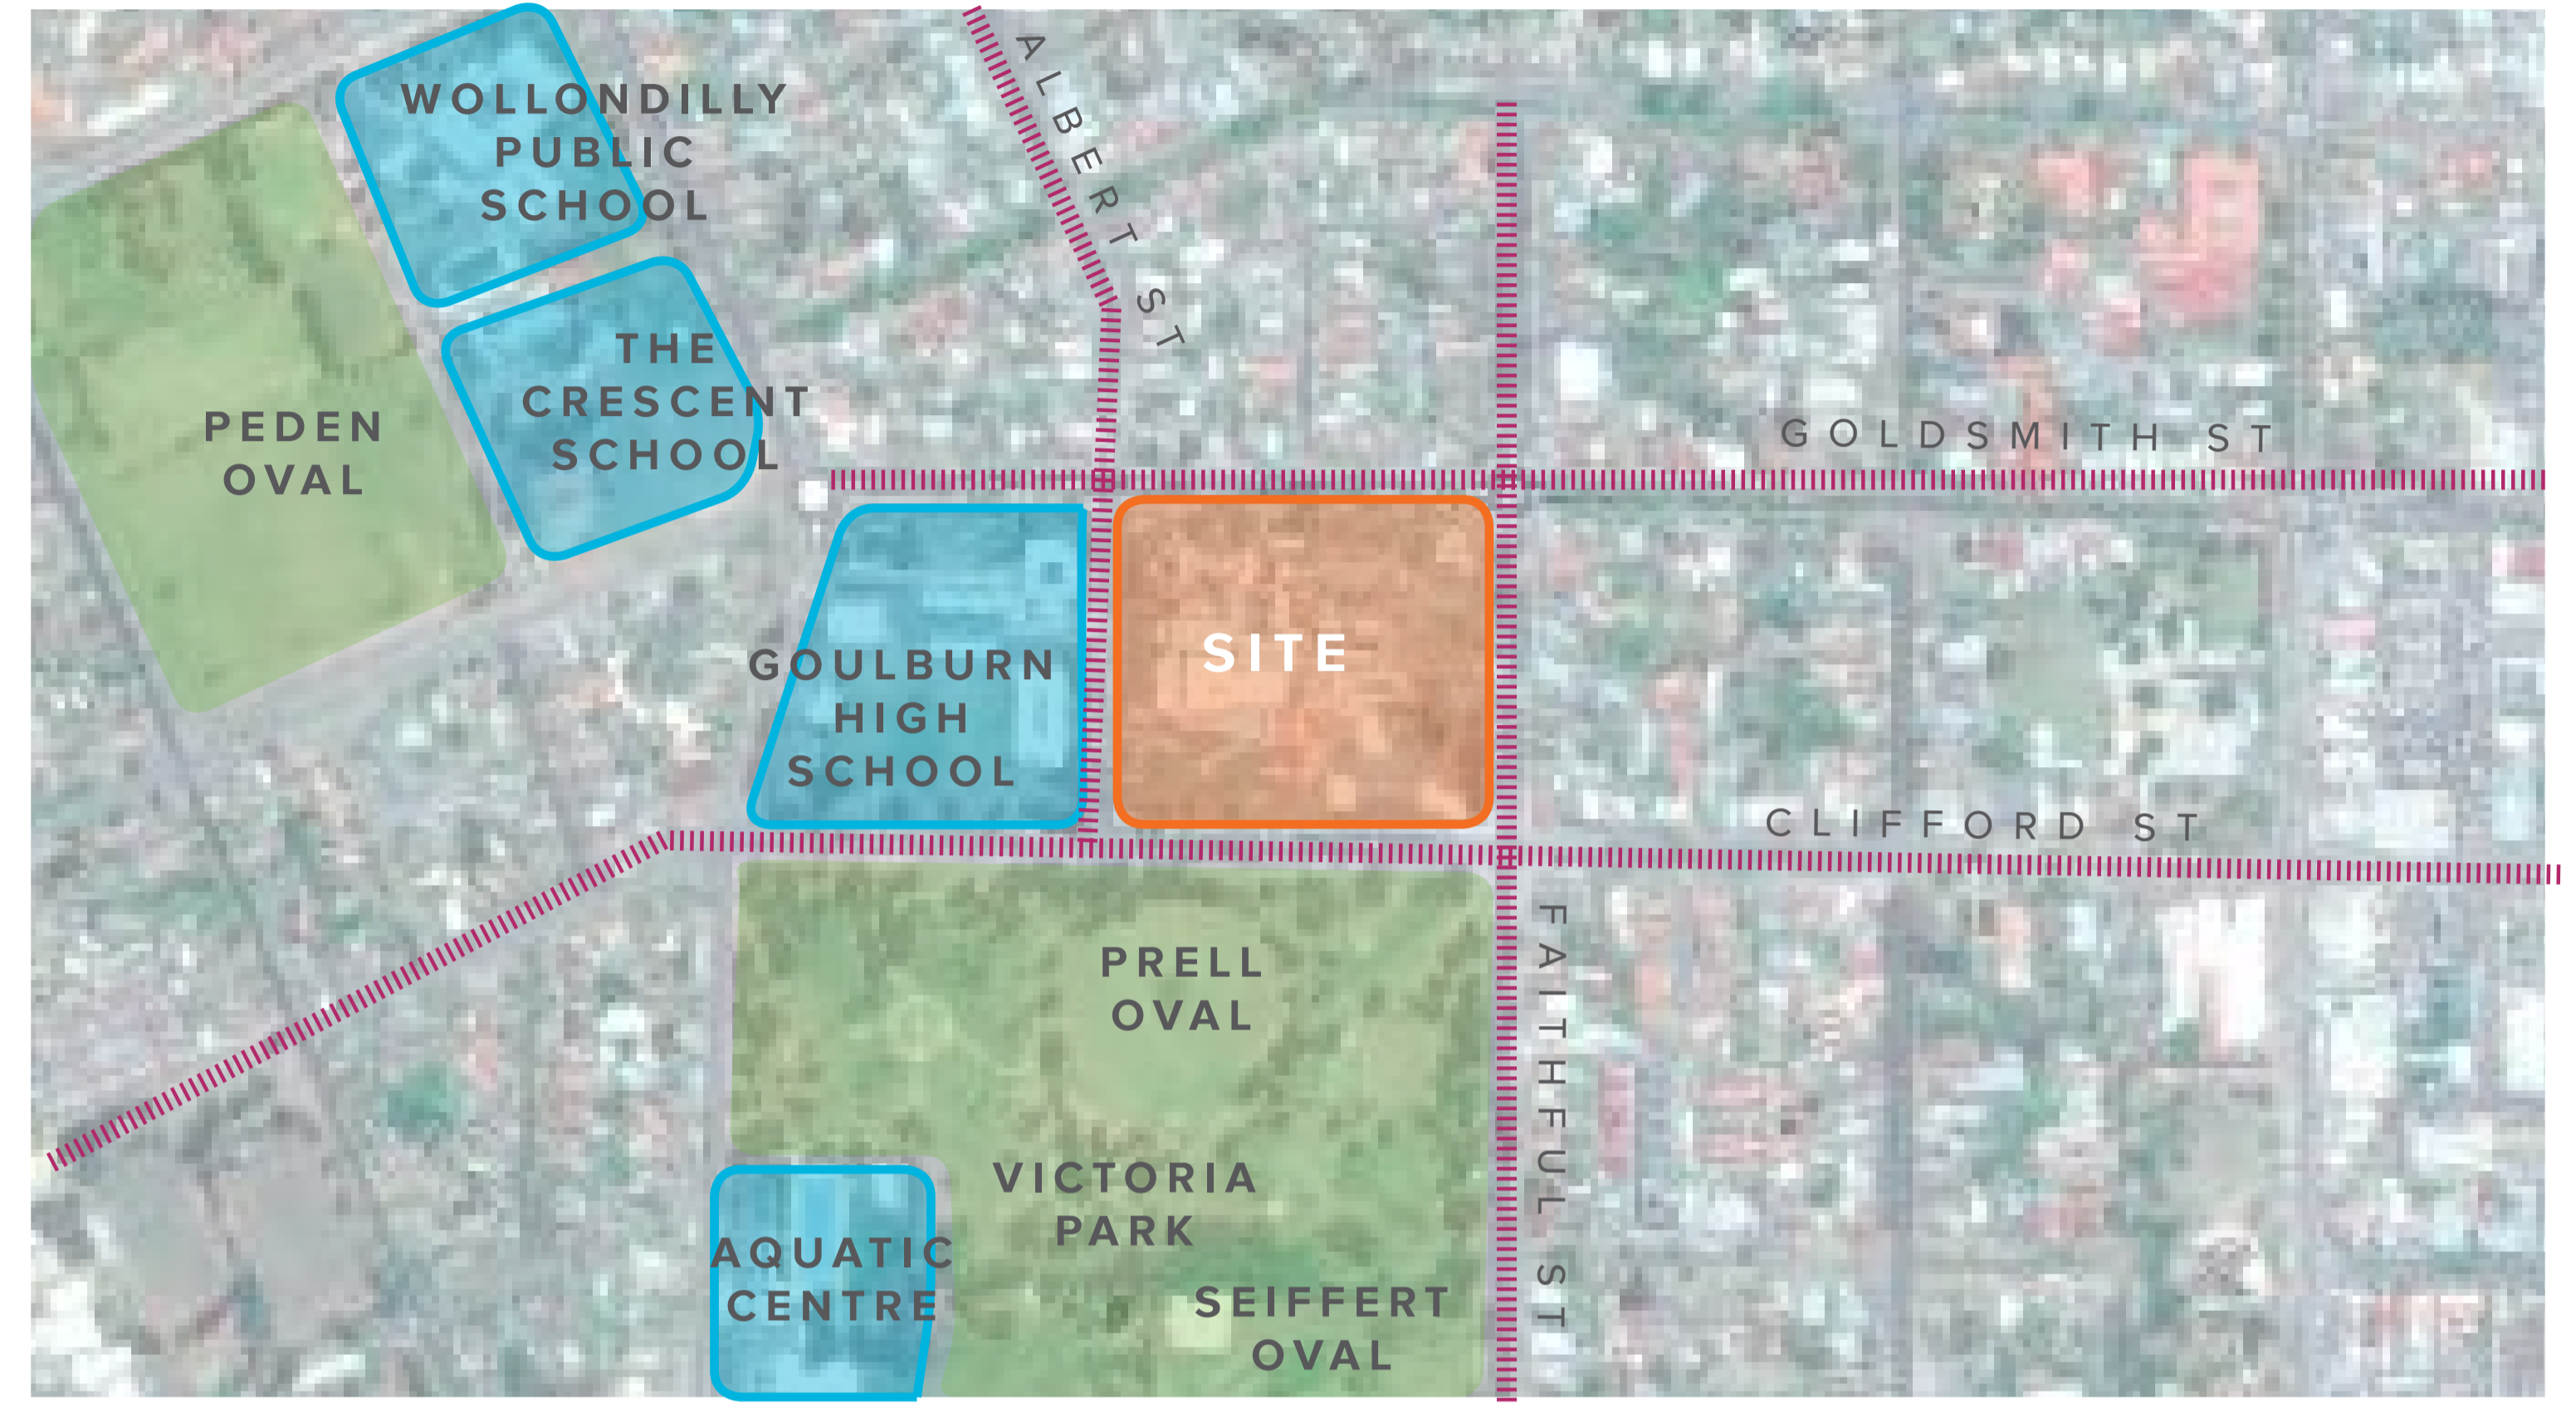 ALBERT ST
WOLLONDILLY
PUBLIC
SCHOOL
THE
CRESCENT
SCHOOL
PEDEN
OVAL
GOLDSMITH ST
SITE
GOULBURN
HIGH
SCHOOL
CLIFFORD ST
FAITHFUL ST
PRELL
OVAL
VICTORIA
PARK
AQUATIC
CENTRE
SEIFFERT
OVAL